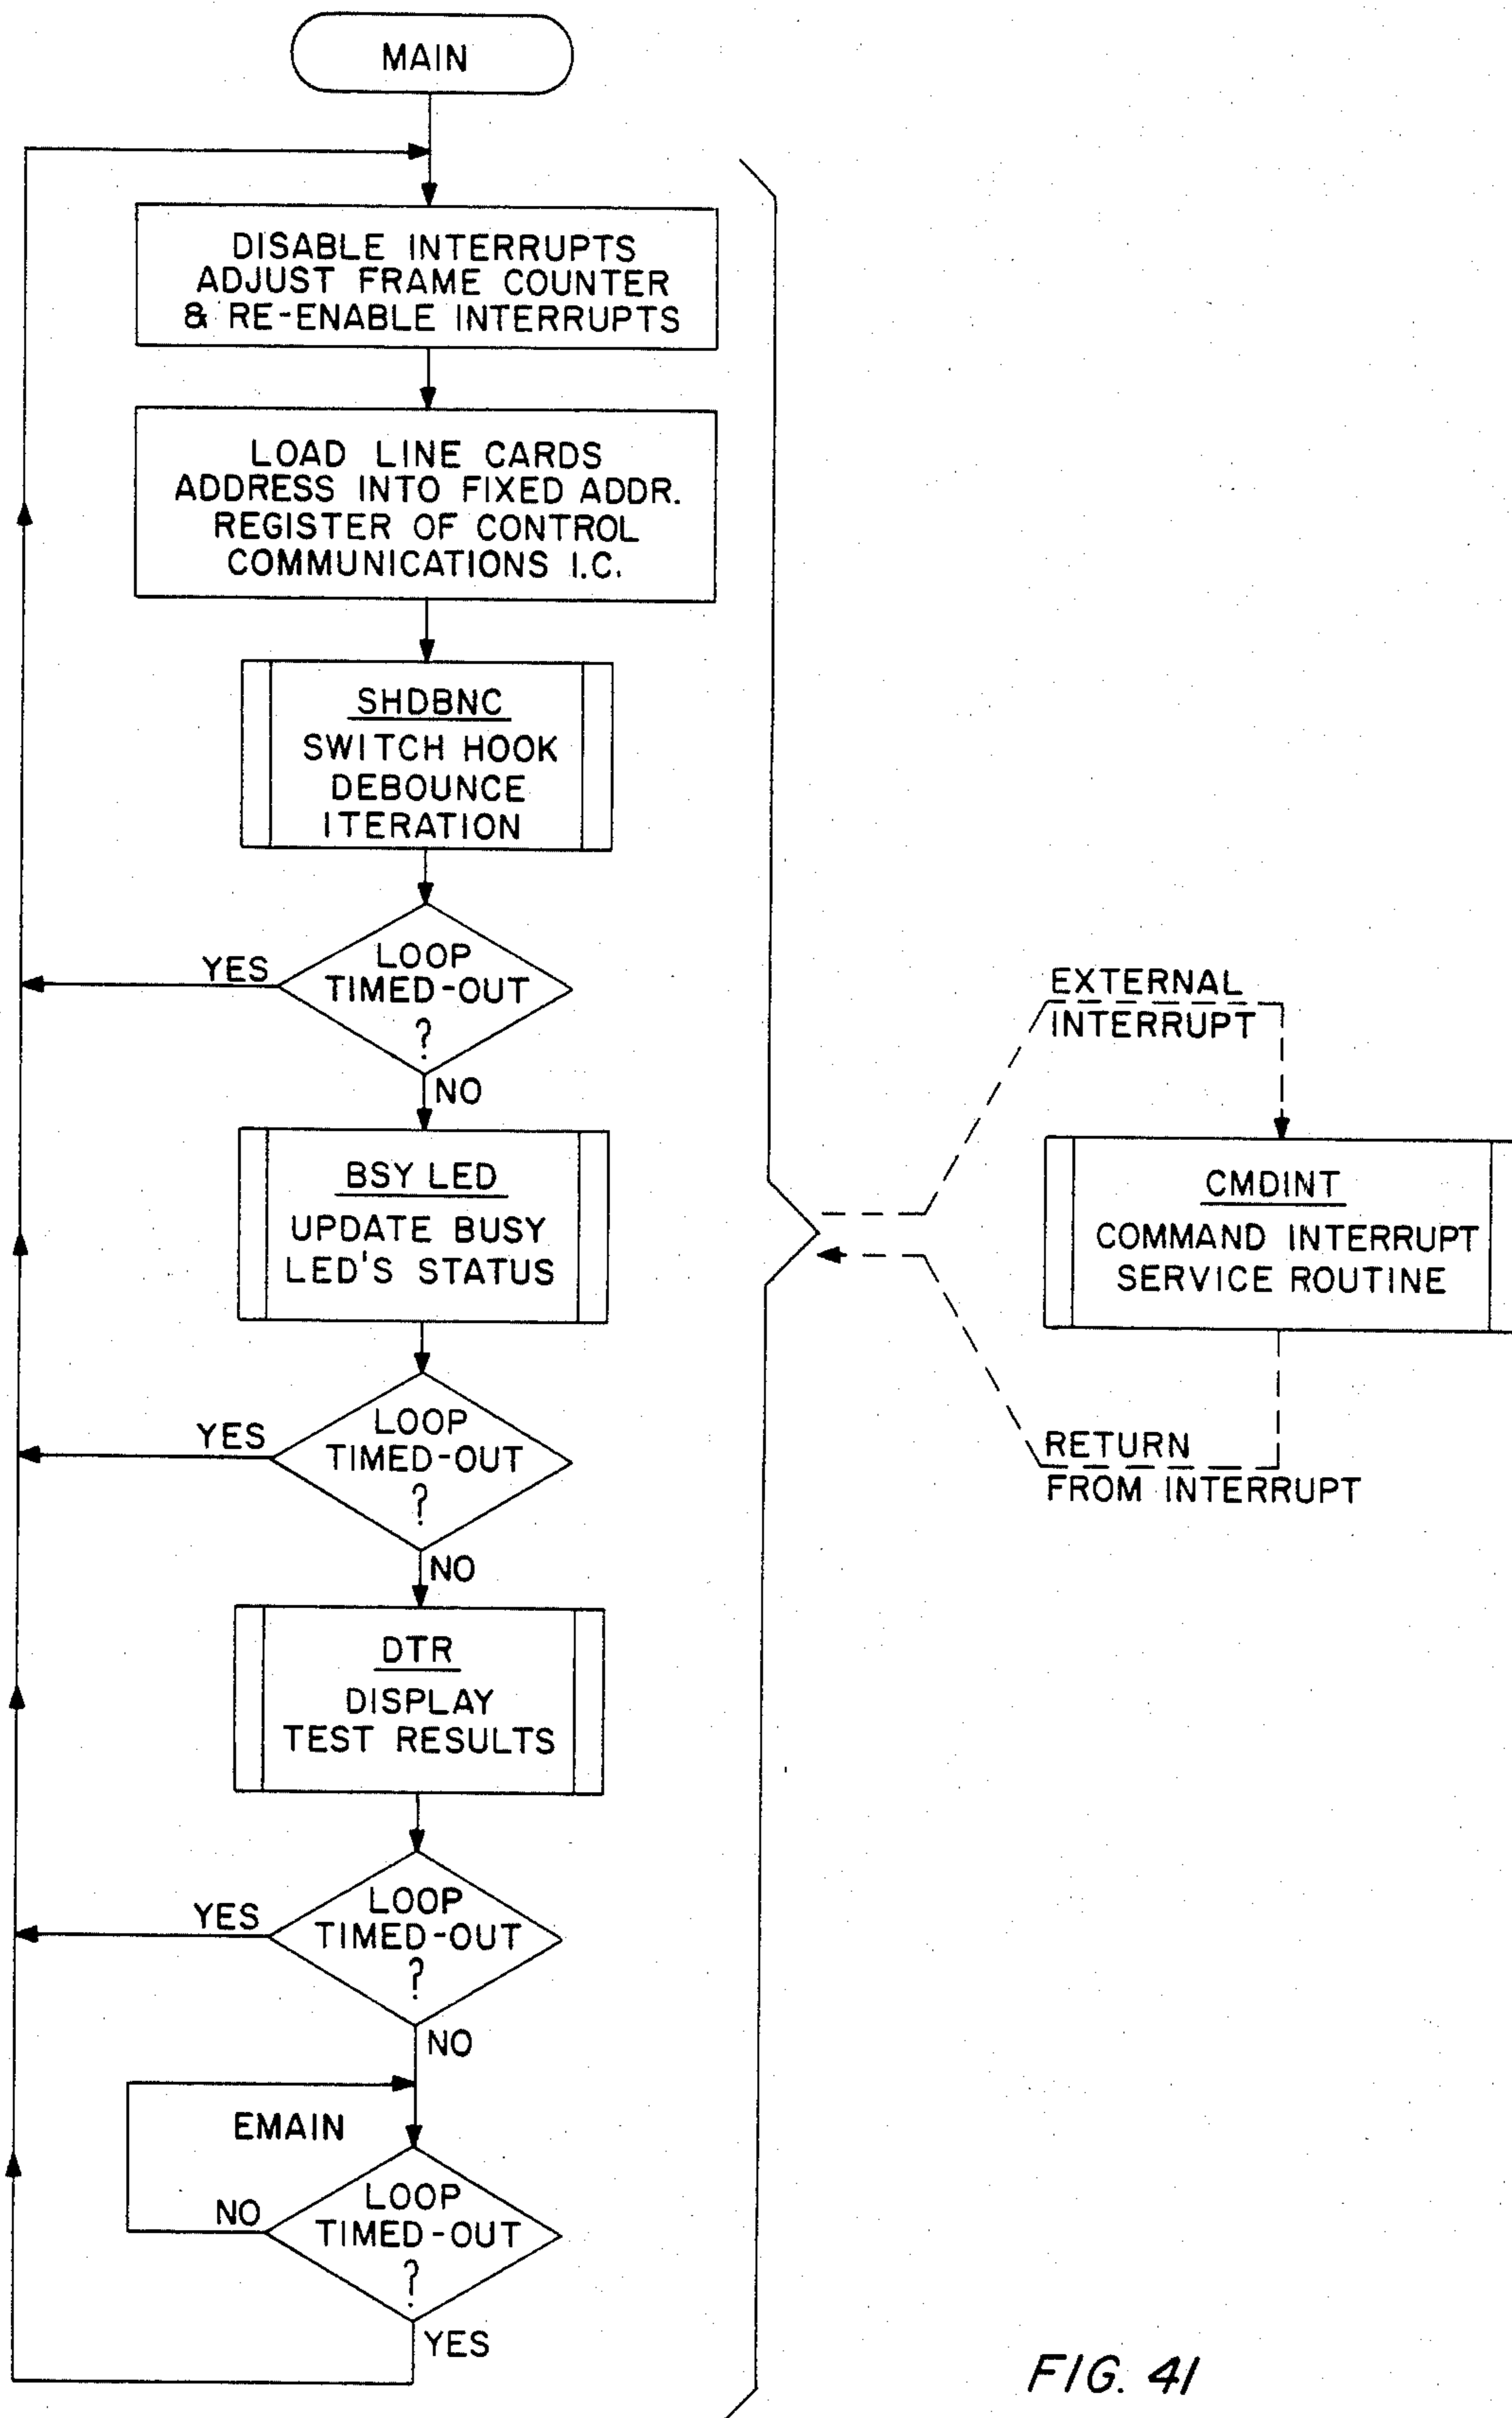 MAIN
DISABLE INTERRUPTS
ADJUST FRAME COUNTER
& RE-ENABLE INTERRUPTS
LOAD LINE CARDS
ADDRESS INTO FIXED ADDR.
REGISTER OF CONTROL
COMMUNICATIONS I.C.
SHDBNC
SWITCH HOOK
DEBOUNCE
ITERATION
LOOP
TIMED-OUT
?
YES
NO
BSY LED
UPDATE BUSY
LED'S STATUS
LOOP
TIMED-OUT
?
YES
NO
DTR
DISPLAY
TEST RESULTS
LOOP
TIMED-OUT
?
YES
NO
EMAIN
LOOP
TIMED-OUT
?
NO
YES
EXTERNAL
INTERRUPT
CMDINT
COMMAND INTERRUPT
SERVICE ROUTINE
RETURN
FROM INTERRUPT
FIG. 41